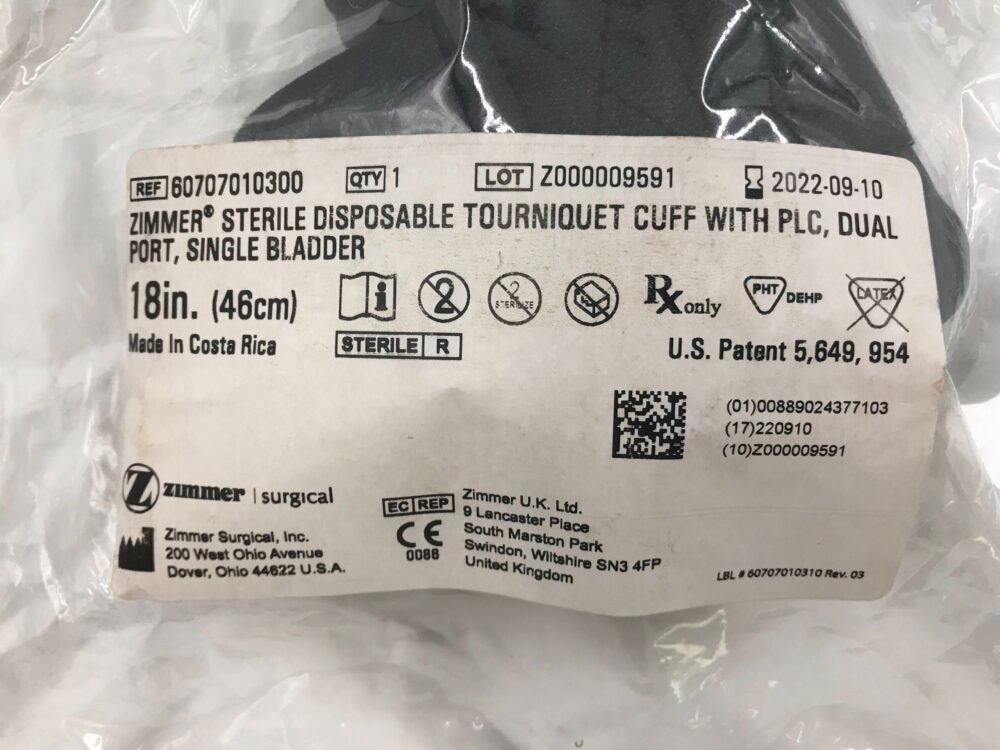 REF 60707010300 QTY 1 LOT Z000009591 2022-09-10
ZIMMER® STERILE DISPOSABLE TOURNIQUET CUFF WITH PLC, DUAL
PORT, SINGLE BLADDER
18in. (46cm) i 2 2 STERILIZE Rx only PHT DEHP LATEX
Made In Costa Rica STERILE R U.S. Patent 5,649, 954
(01)00889024377103
(17)220910
(10)Z000009591
Z zimmer | surgical
Zimmer Surgical, Inc.
200 West Ohio Avenue
Dover, Ohio 44622 U.S.A.
EC REP
CE
0086
Zimmer U.K. Ltd.
9 Lancaster Place
South Marston Park
Swindon, Wiltshire SN3 4FP
United Kingdom
LBL # 60707010310 Rev. 03